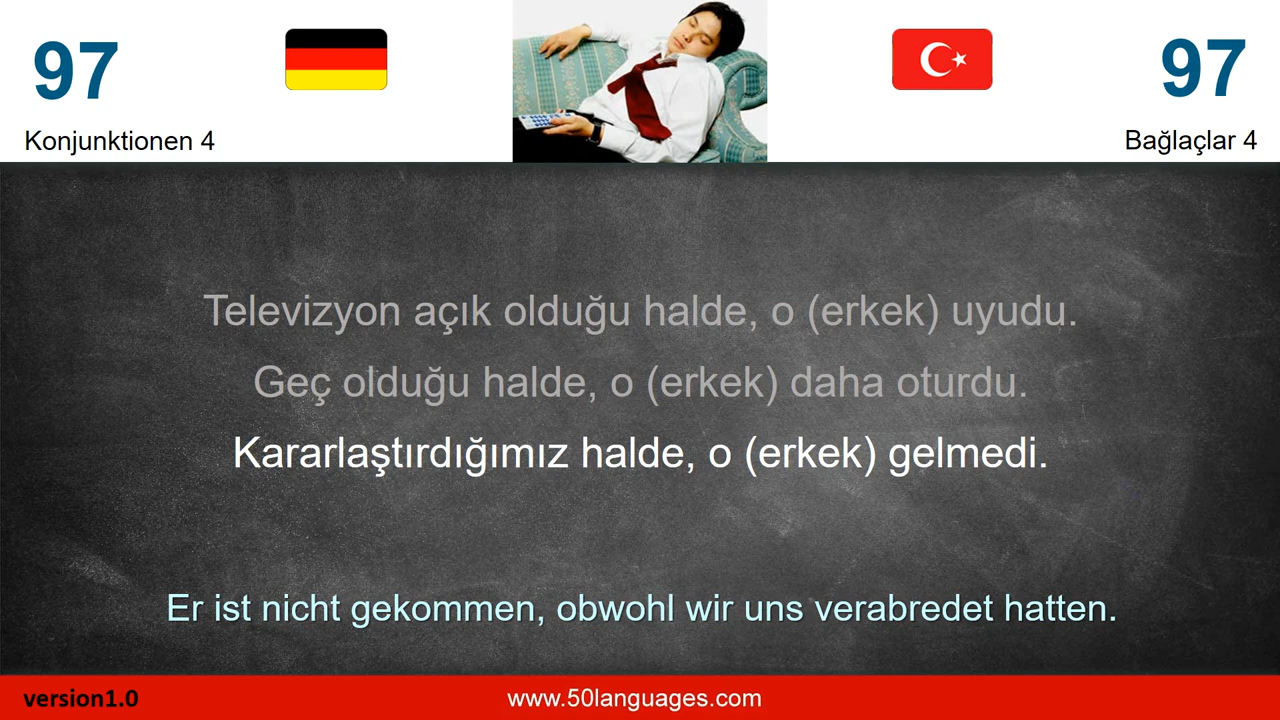 97
97
Konjunktionen 4
Bağlaçlar 4
Televizyon açık olduğu halde, o (erkek) uyudu.
Geç olduğu halde, o (erkek) daha oturdu.
Kararlaştırdığımız halde, o (erkek) gelmedi.
Er ist nicht gekommen, obwohl wir uns verabredet hatten.
version1.0
www.50languages.com